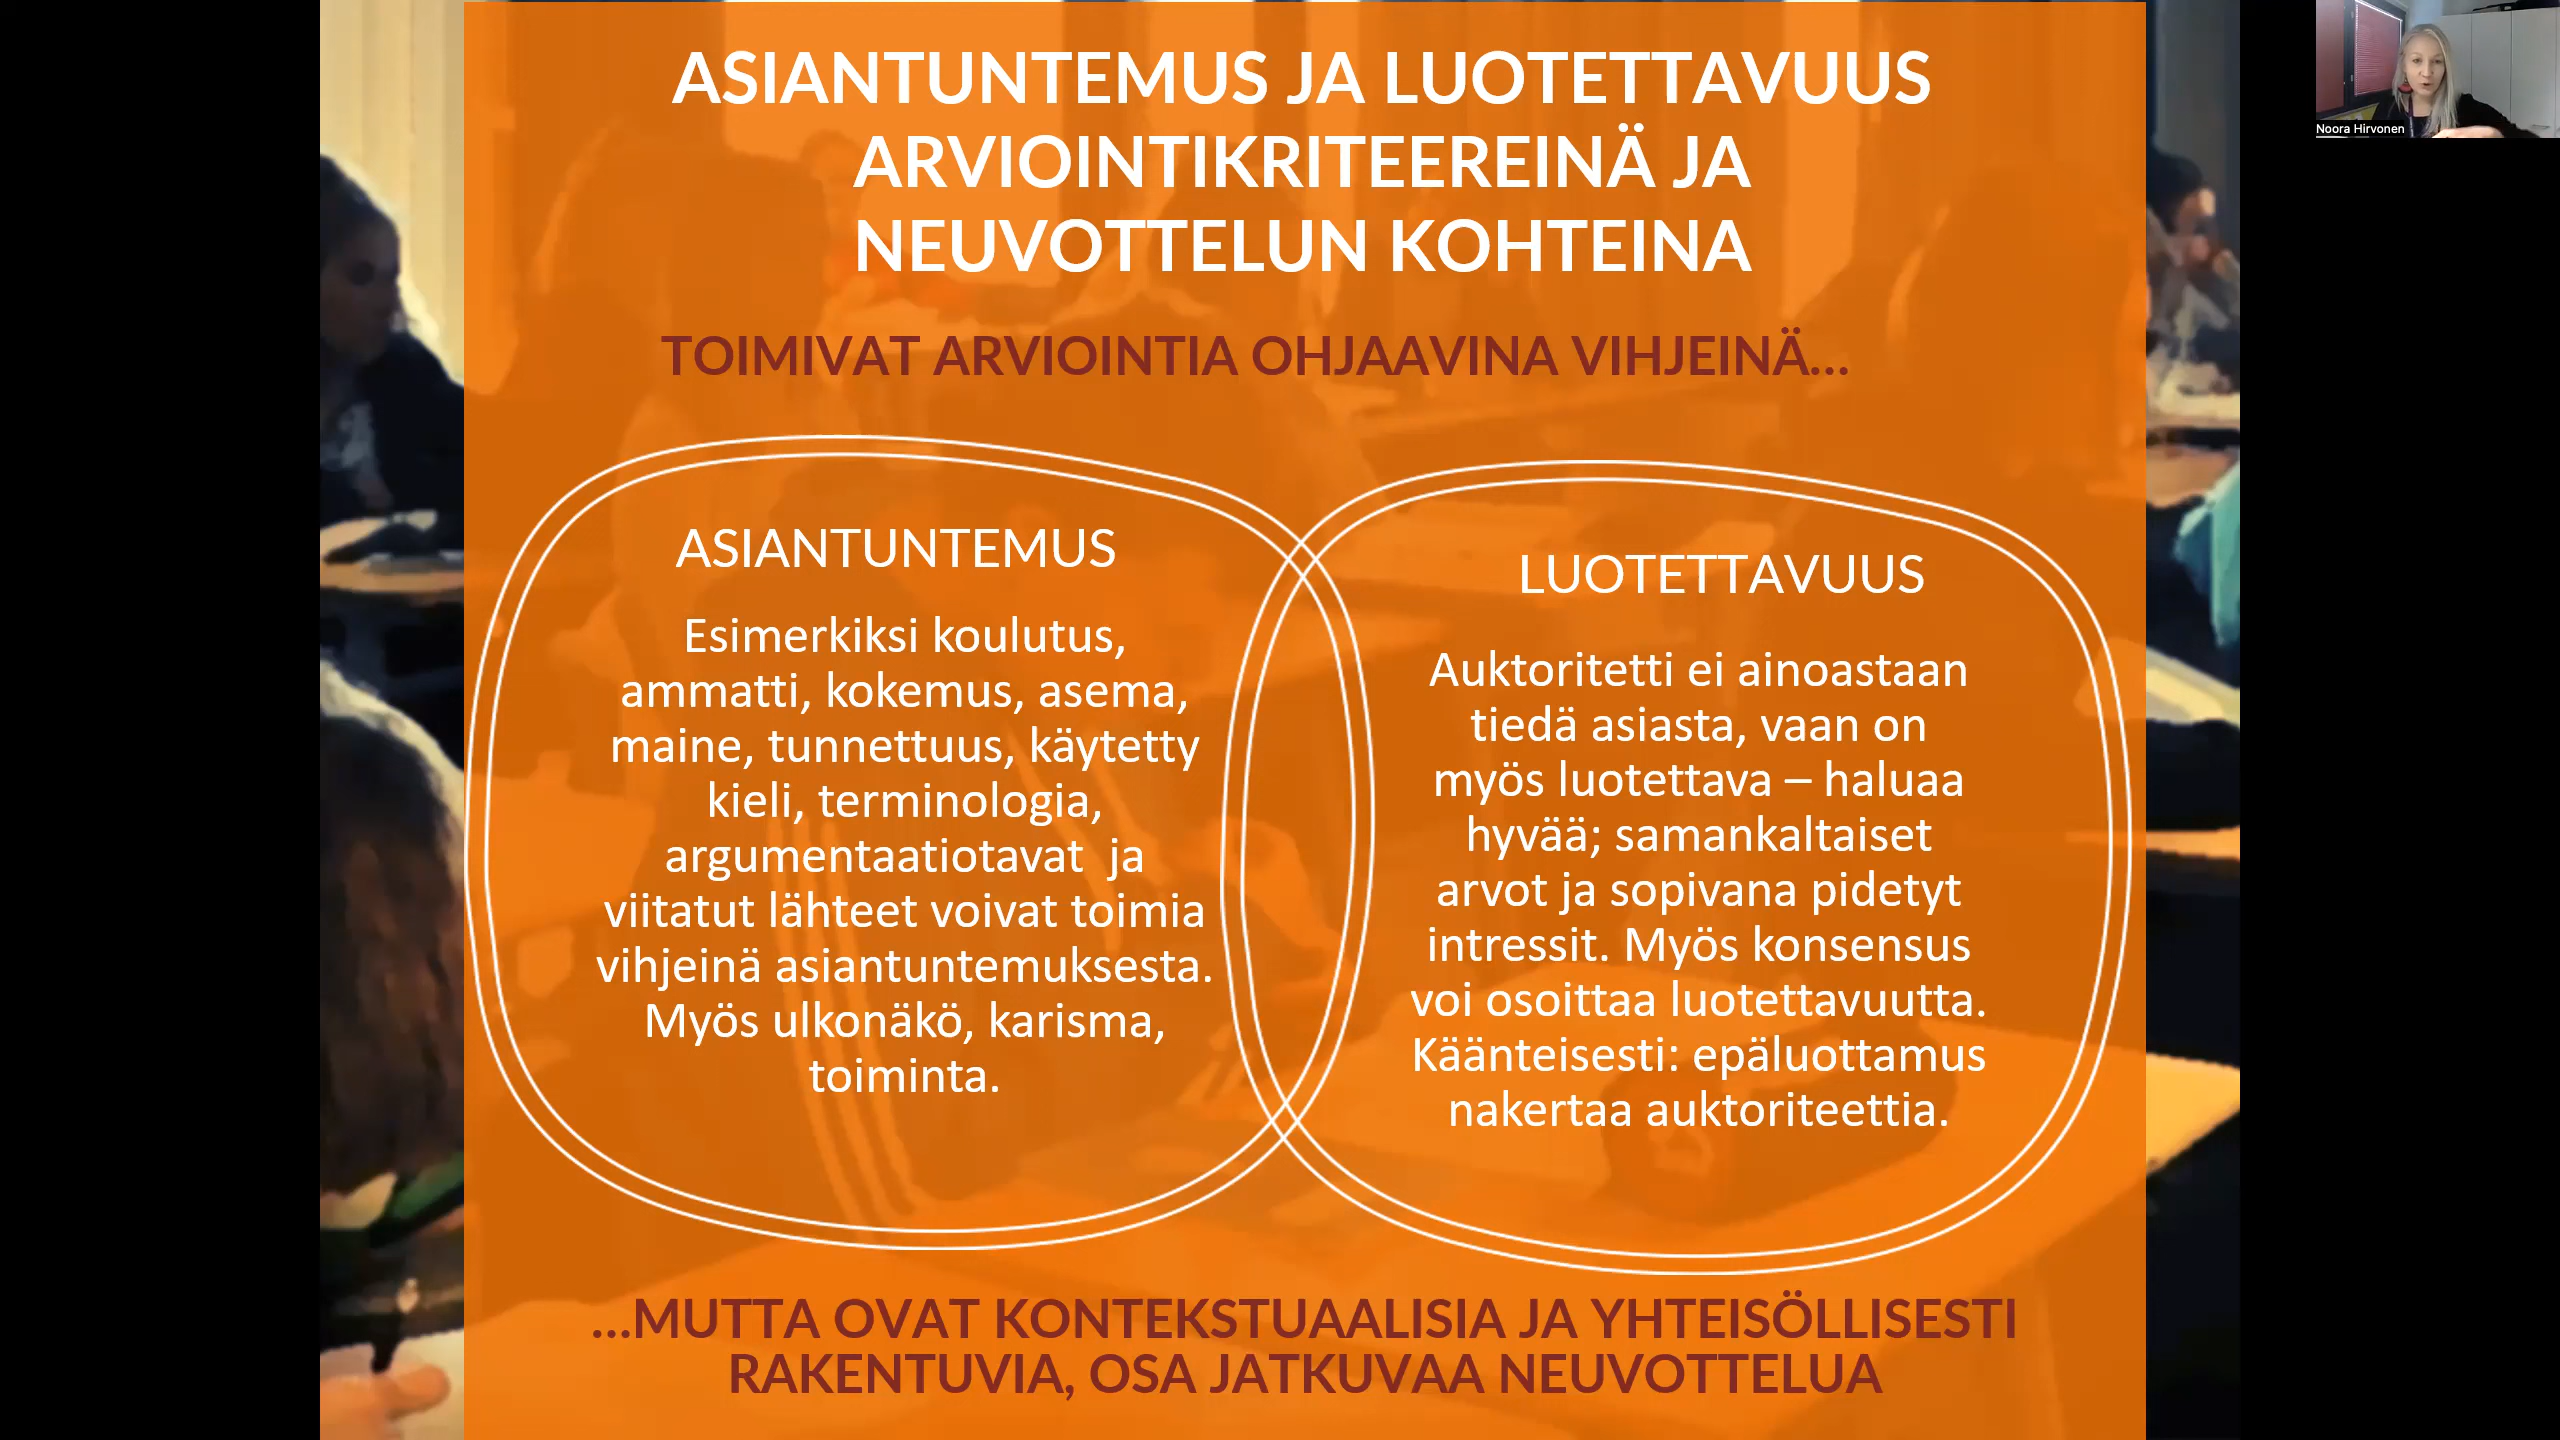 ASIANTUNTEMUS JA LUOTETTAVUUS
ARVIOINTIKRITEEREINÄ JA
NEUVOTTELUN KOHTEINA
TOIMIVAT ARVIOINTIA OHJAAVINA VIHJEINÄ...
ASIANTUNTEMUS
Esimerkiksi koulutus,
ammatti, kokemus, asema,
maine, tunnettuus, käytetty
kieli, terminologia,
argumentaatiotavat ja
viitatut lähteet voivat toimia
vihjeinä asiantuntemuksesta.
Myös ulkonäkö, karisma,
toiminta.
LUOTETTAVUUS
Auktoritetti ei ainoastaan
tiedä asiasta, vaan on
myös luotettava – haluaa
hyvää; samankaltaiset
arvot ja sopivana pidetyt
intressit. Myös konsensus
voi osoittaa luotettavuutta.
Käänteisesti: epäluottamus
nakertaa auktoriteettia.
...MUTTA OVAT KONTEKSTUAALISIA JA YHTEISÖLLISESTI
RAKENTUVIA, OSA JATKUVAA NEUVOTTELUA
Noora Hirvonen